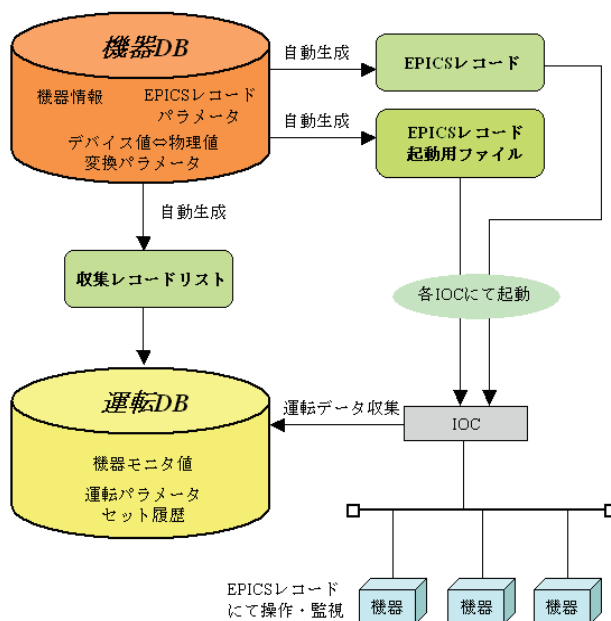 機器DB
機器情報
EPICSレコード
パラメータ
デバイス値⇔物理値
変換パラメータ
自動生成
EPICSレコード
自動生成
EPICSレコード
起動用ファイル
自動生成
収集レコードリスト
各IOCにて起動
運転DB
機器モニタ値
運転パラメータ
セット履歴
運転データ収集
IOC
EPICSレコード
にて操作・監視
機器
機器
機器